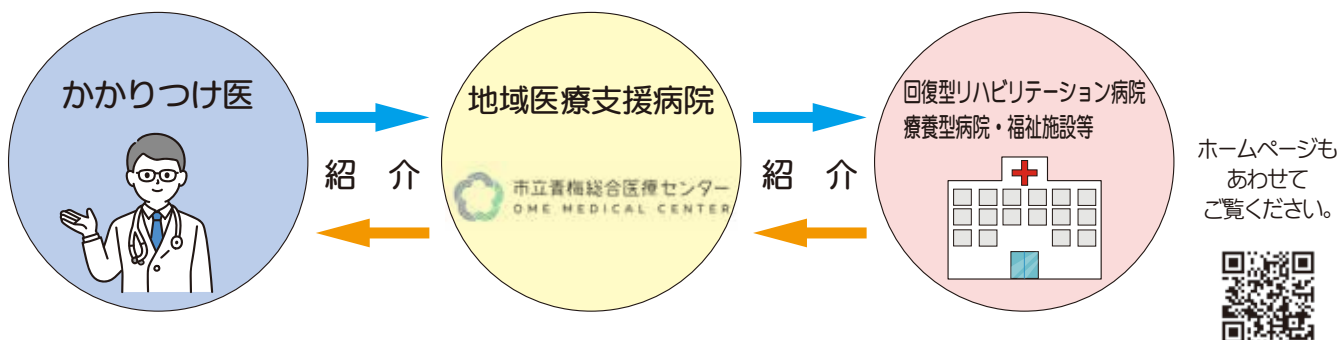 かかりつけ医
紹　介
地域医療支援病院
市立青梅総合医療センター
OME MEDICAL CENTER
紹　介
回復型リハビリテーション病院
療養型病院・福祉施設等
ホームページも
あわせて
ご覧ください。